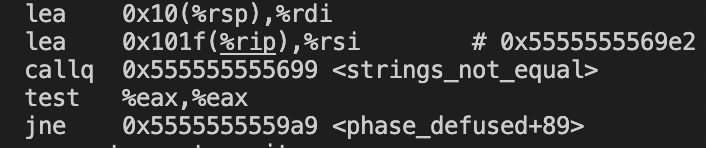 lea    0x10(%rsp),%rdi
lea    0x101f(%rip),%rsi        # 0x5555555569e2
callq  0x555555555699 <strings_not_equal>
test   %eax,%eax
jne    0x5555555559a9 <phase_defused+89>